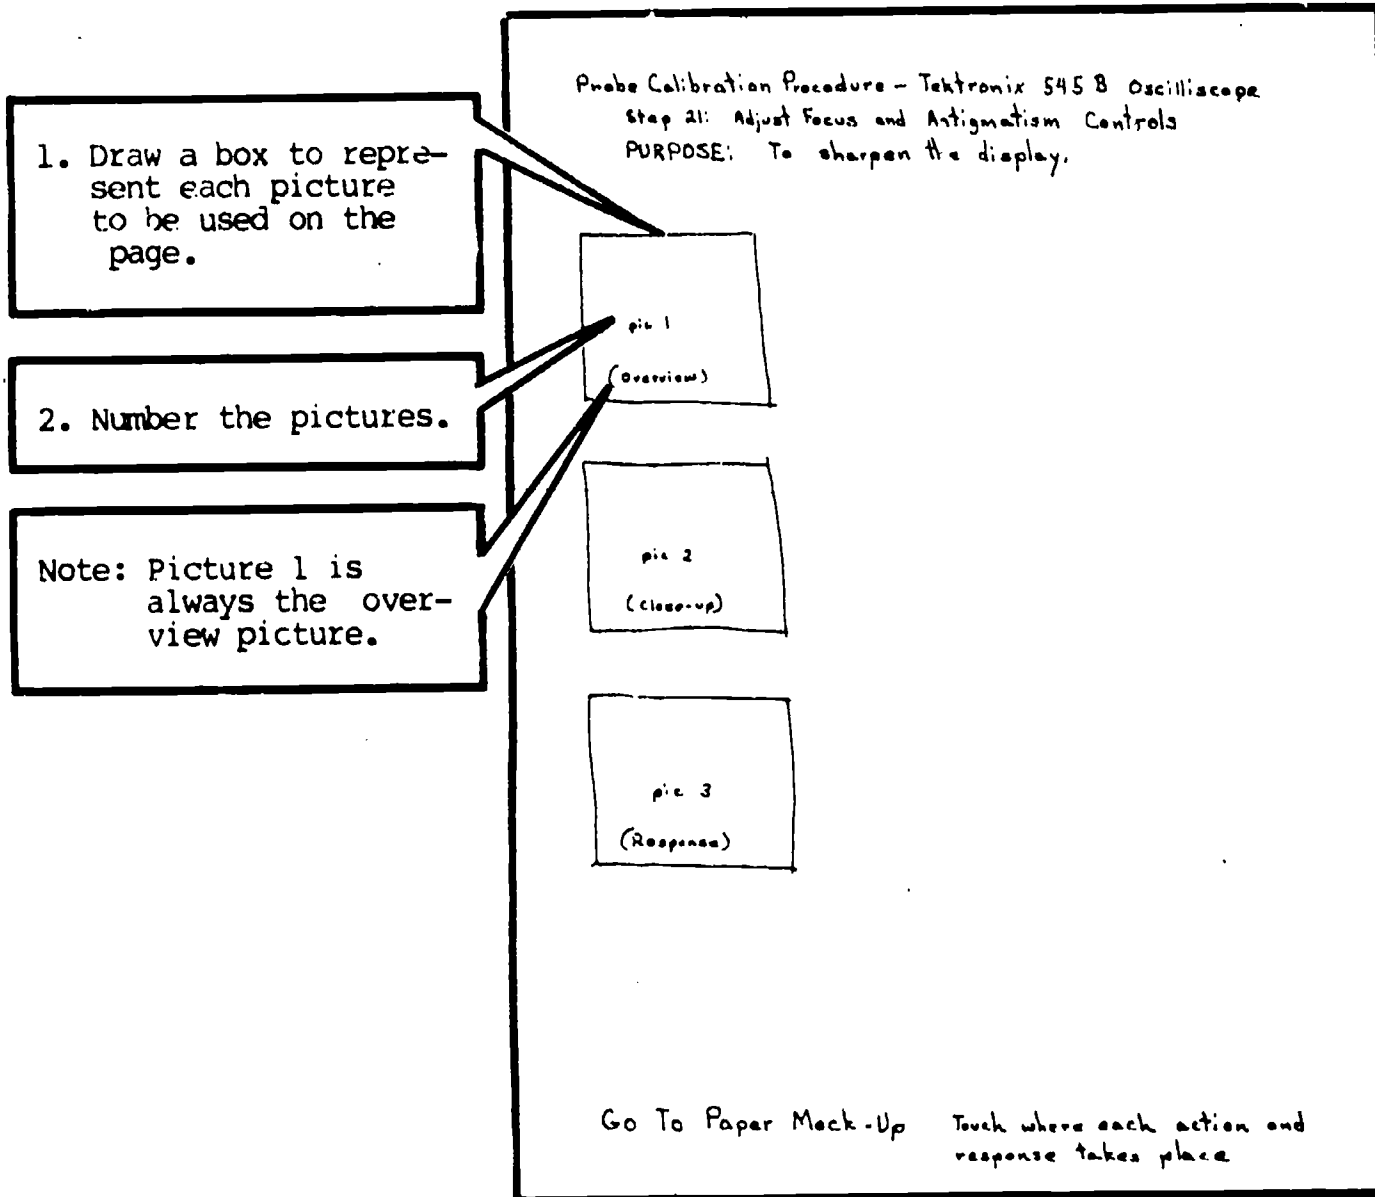 1. Draw a box to repre-
sent each picture
to be used on the
page.
2. Number the pictures.
Note: Picture 1 is
always the over-
view picture.
Probe Calibration Procedure - Tektronix 545 B Oscilliscope
Step 21: Adjust Focus and Astigmatism Controls
PURPOSE: To sharpen the display.
pic 1
(Overview)
pic 2
(Close-up)
pic 3
(Response)
Go To Paper Mock-Up
Touch where each action and
response takes place